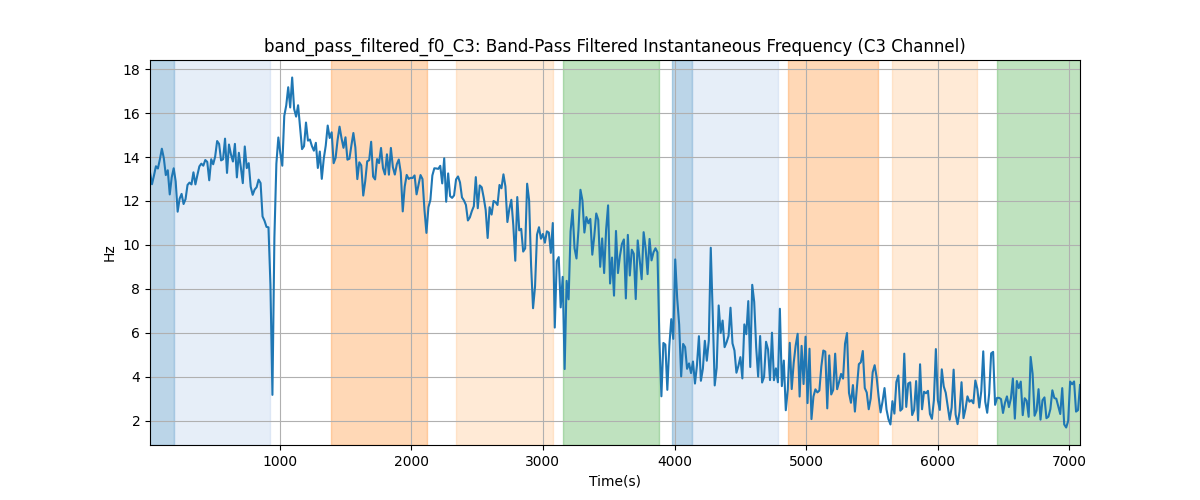 band_pass_filtered_f0_C3: Band-Pass Filtered Instantaneous Frequency (C3 Channel)
18
16
14
12
10
8
6
4
2
Hz
1000 2000 3000 4000 5000 6000 7000
Time(s)